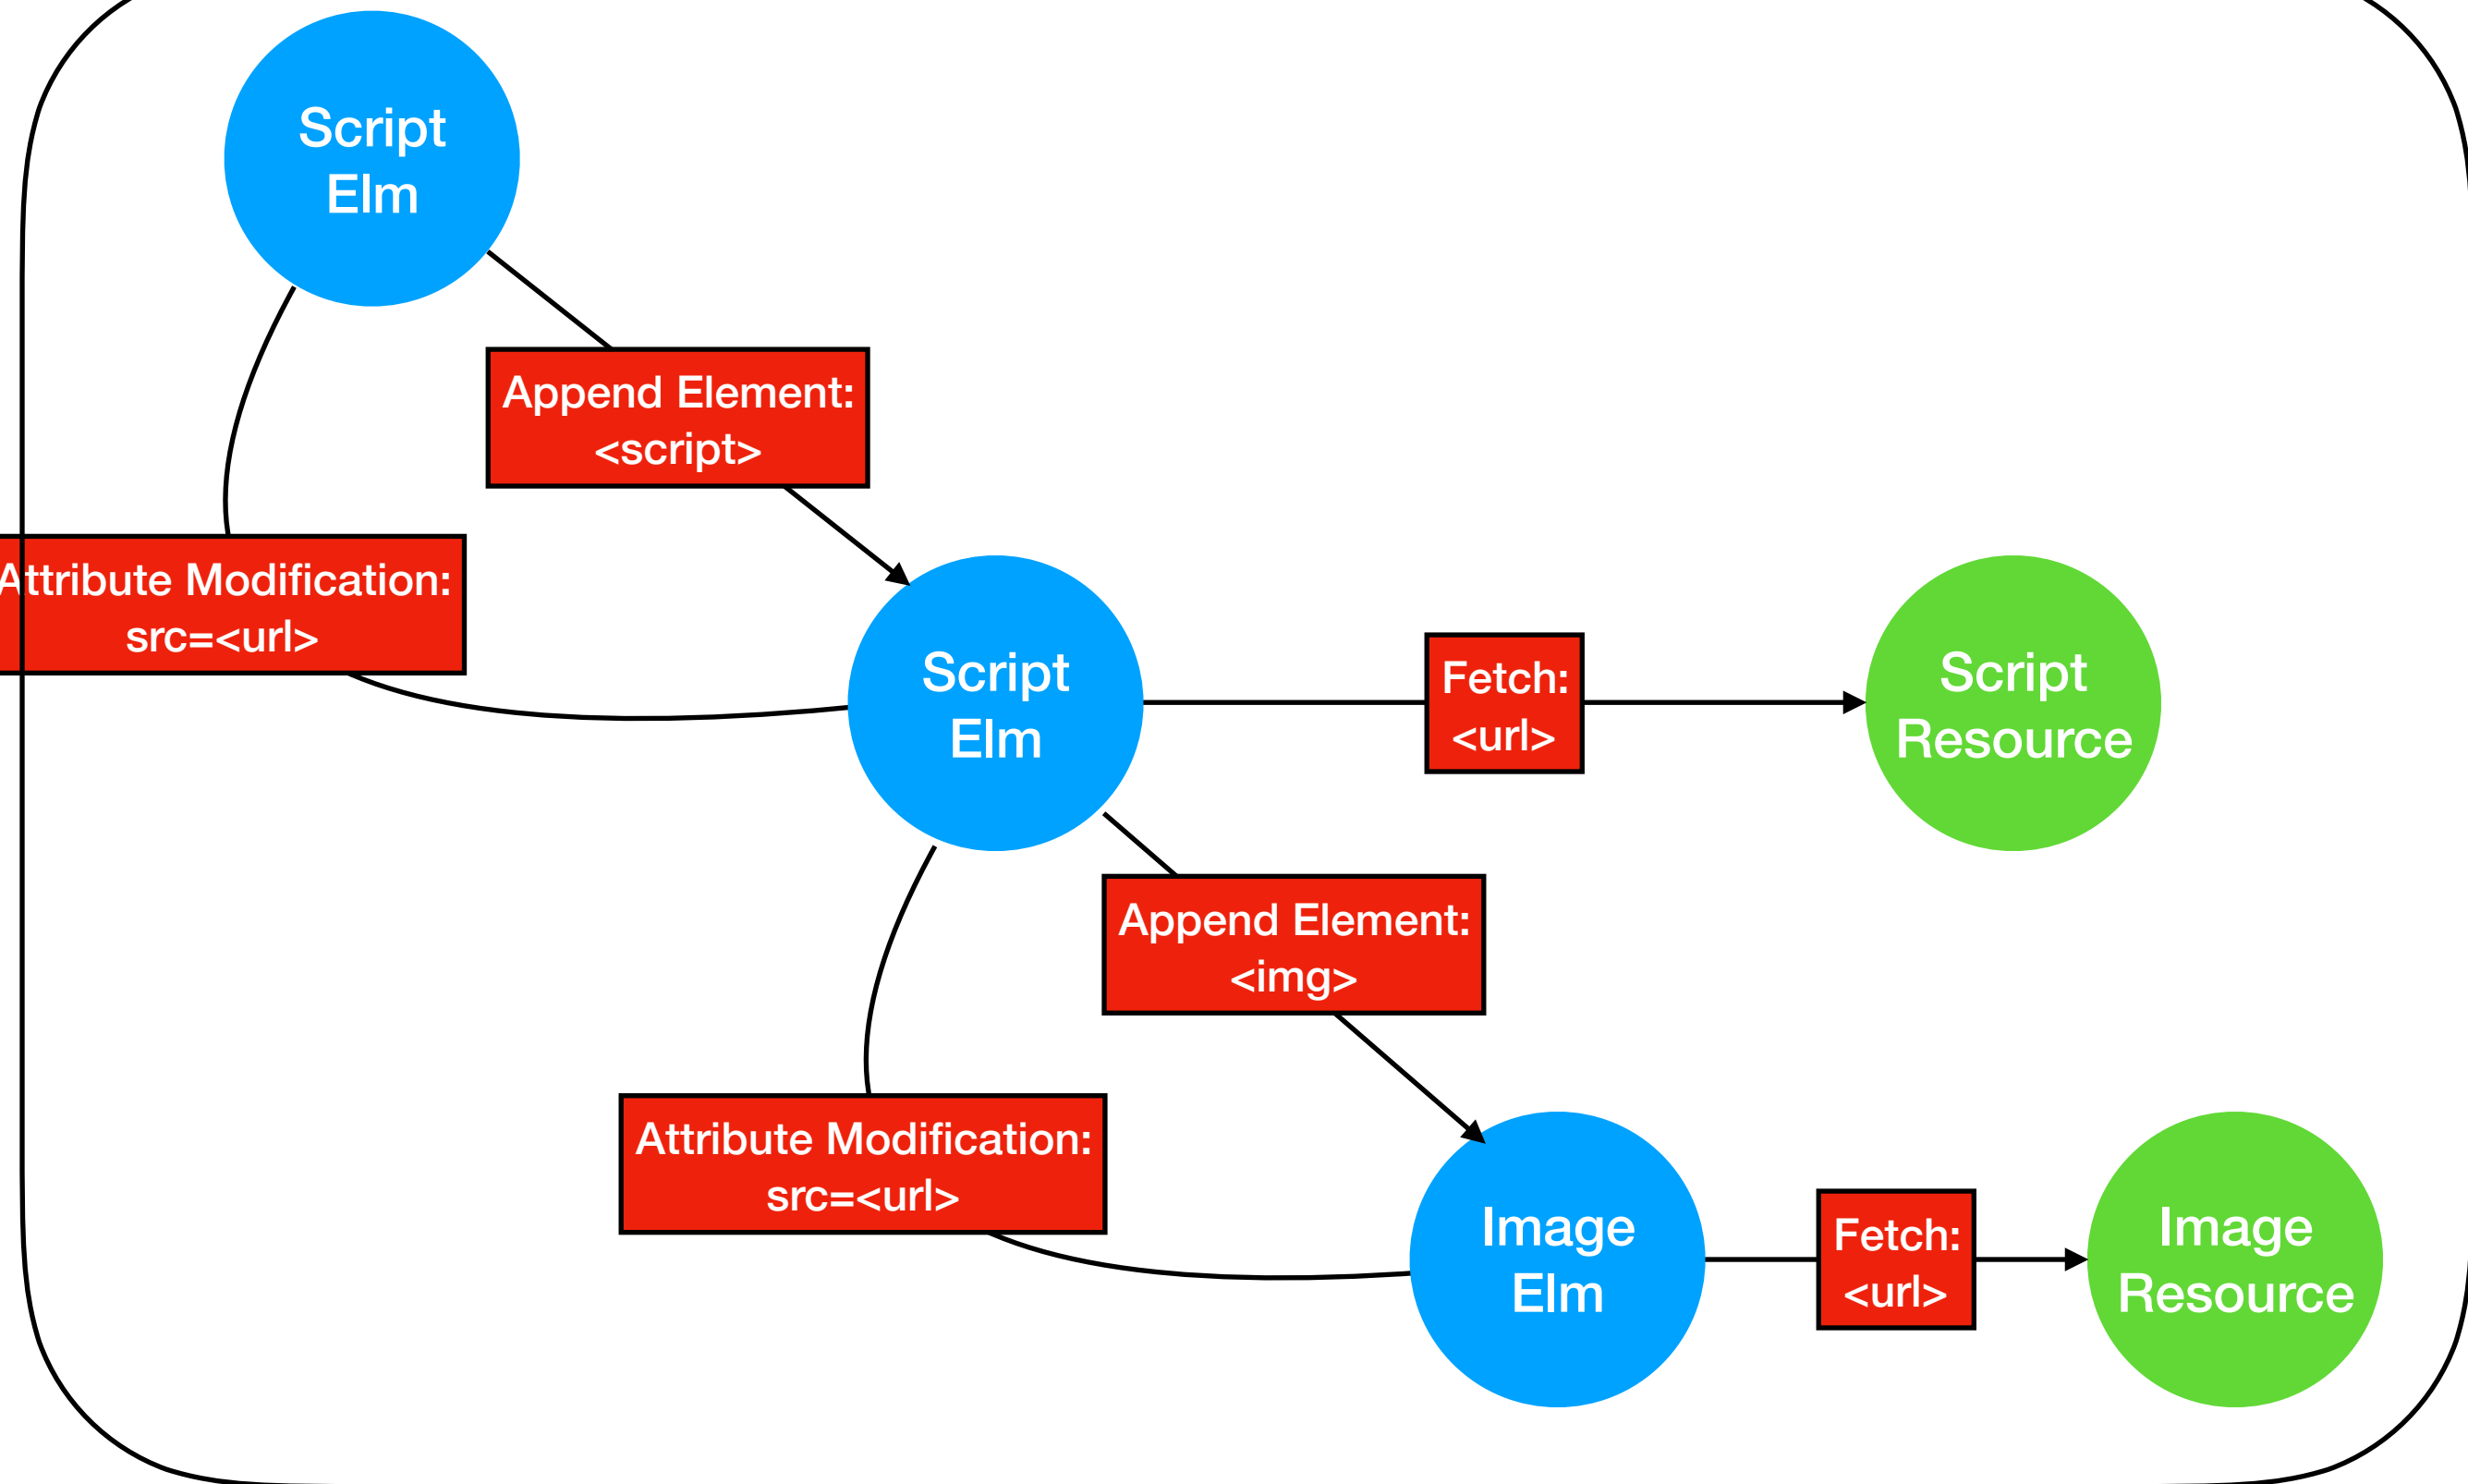 Script
Elm
Append Element:
<script>
Attribute Modification:
src=<url>
Script
Elm
Fetch:
<url>
Script
Resource
Append Element:
<img>
Attribute Modification:
src=<url>
Image
Elm
Fetch:
<url>
Image
Resource